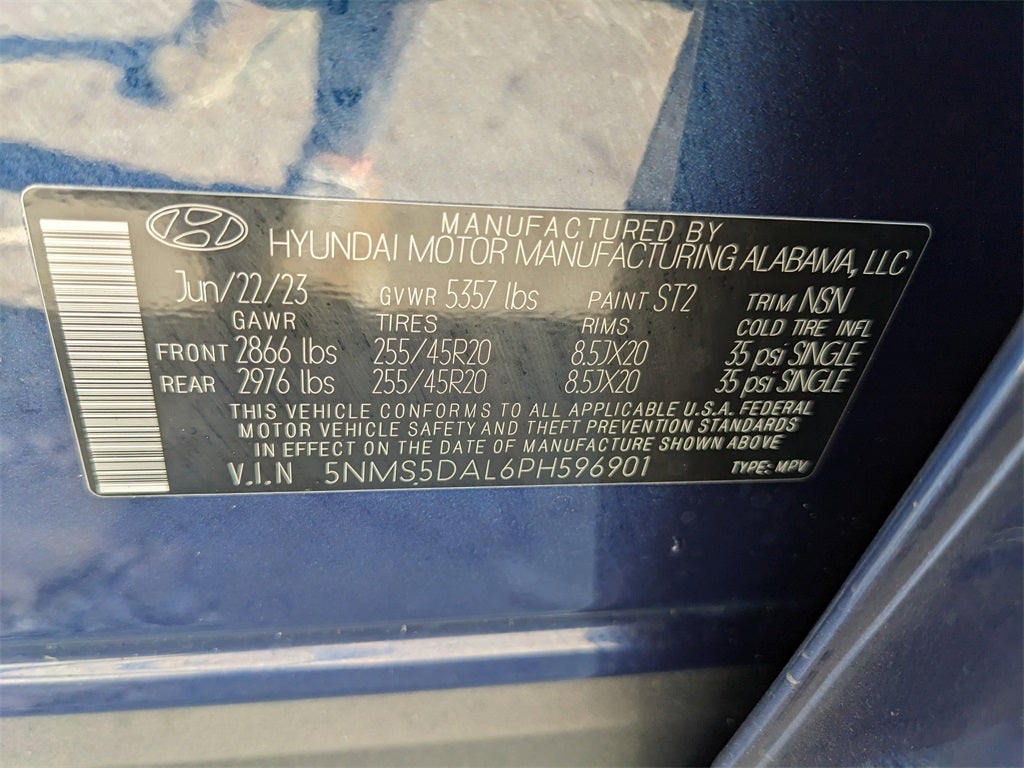 MANUFACTURED BY
HYUNDAI MOTOR MANUFACTURING ALABAMA, LLC
Jun/22/23 GVWR 5357 lbs PAINT ST2 TRIM NSN
GAWR TIRES RIMS COLD TIRE INFL
FRONT 2866 lbs 255/45R20 8.5JX20 35 psi SINGLE
REAR 2976 lbs 255/45R20 8.5JX20 35 psi SINGLE
THIS VEHICLE CONFORMS TO ALL APPLICABLE U.S.A. FEDERAL
MOTOR VEHICLE SAFETY AND THEFT PREVENTION STANDARDS
IN EFFECT ON THE DATE OF MANUFACTURE SHOWN ABOVE
V.I.N 5NMS5DAL6PH596901 TYPE: MPV